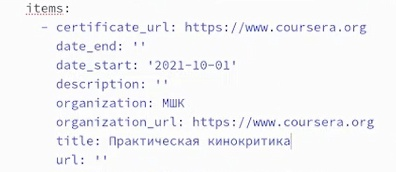 items:
- certificate_url: https://www.coursera.org
date_end: ''
date_start: '2021-10-01'
description: ''
organization: МШК
organization_url: https://www.coursera.org
title: Практическая кинокритика
url: ''